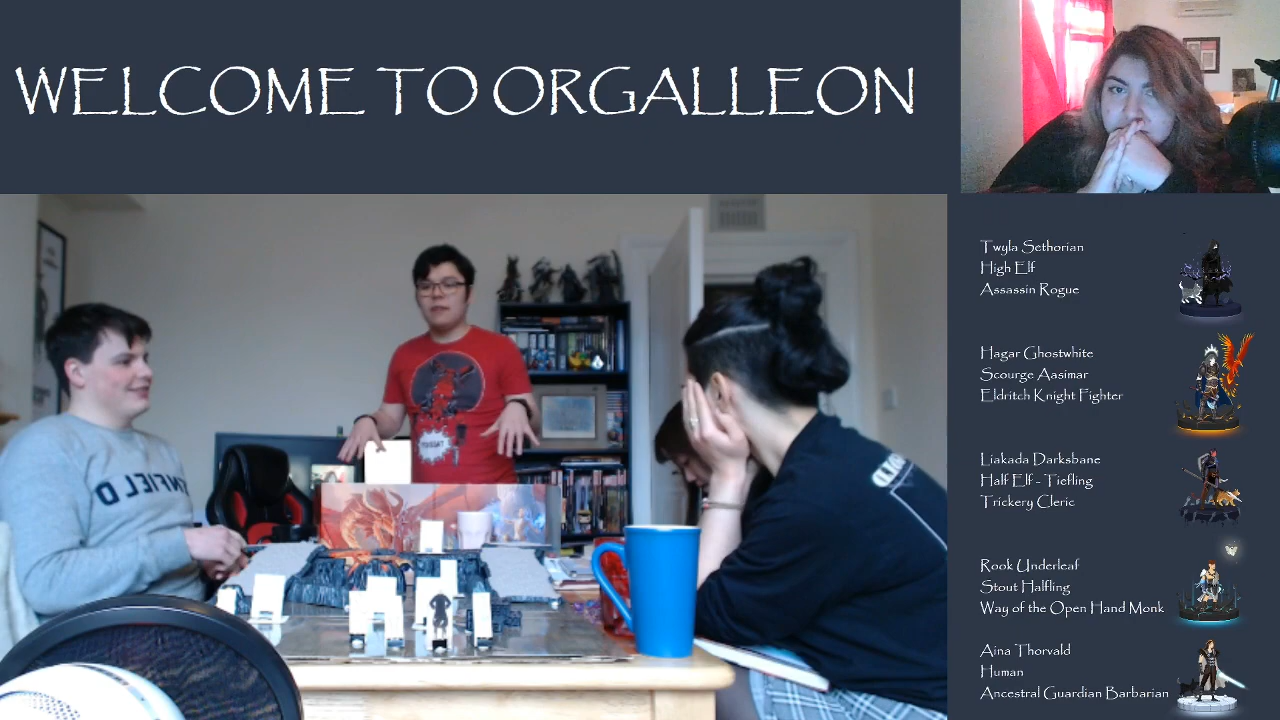 WELCOME TO ORGALLEON
Twyla Sethorian
High Elf
Assassin Rogue
Hagar Ghostwhite
Scourge Aasimar
Eldritch Knight Fighter
Liakada Darksbane
Half Elf - Tiefling
Trickery Cleric
Rook Underleaf
Stout Halfling
Way of the Open Hand Monk
Aina Thorvald
Human
Ancestral Guardian Barbarian